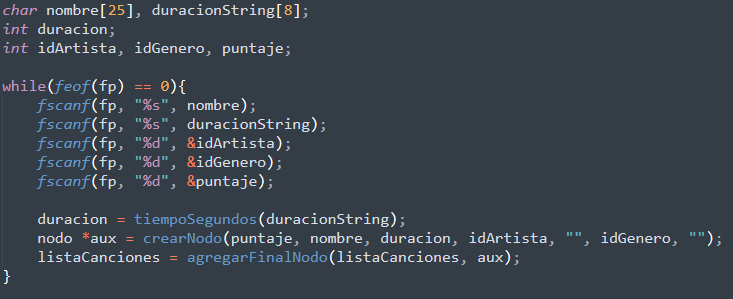 char nombre[25], duracionString[8];
int duracion;
int idArtista, idGenero, puntaje;
while(feof(fp) == 0){
fscanf(fp, "%s", nombre);
fscanf(fp, "%s", duracionString);
fscanf(fp, "%d", &idArtista);
fscanf(fp, "%d", &idGenero);
fscanf(fp, "%d", &puntaje);
duracion = tiempoSegundos(duracionString);
nodo *aux = crearNodo(puntaje, nombre, duracion, idArtista, "", idGenero, "");
listaCanciones = agregarFinalNodo(listaCanciones, aux);
}